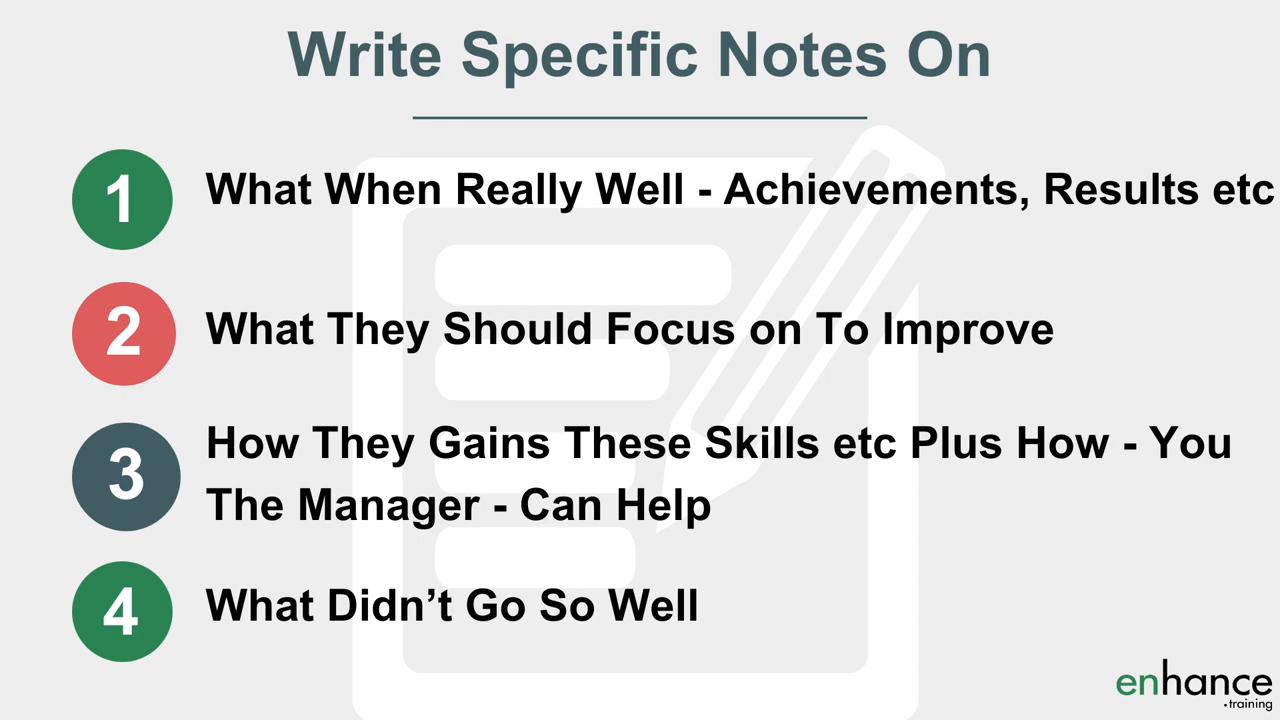 Write Specific Notes On
1
What When Really Well - Achievements, Results etc
2
What They Should Focus on To Improve
3
How They Gains These Skills etc Plus How - You
The Manager - Can Help
4
What Didn’t Go So Well
enhance
training